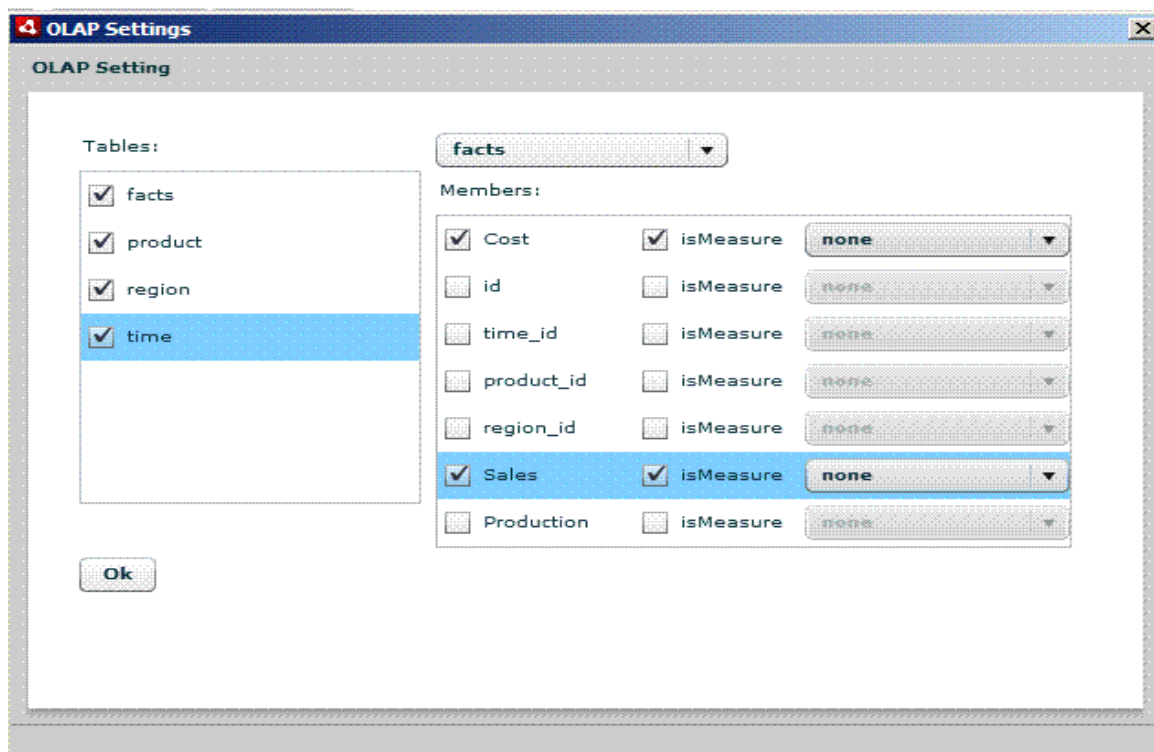 OLAP Settings
OLAP Setting
Tables:
facts
product
region
time
Ok
facts
Members:
Cost isMeasure none
id isMeasure none
time_id isMeasure none
product_id isMeasure none
region_id isMeasure none
Sales isMeasure none
Production isMeasure none